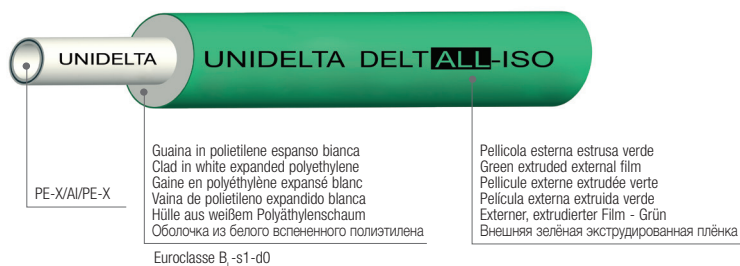 UNIDELTA
UNIDELTA DELTALL-ISO
PE-X/Al/PE-X
Guaina in polietilene espanso bianca
Clad in white expanded polyethylene
Gaine en polyéthylène expansé blanc
Vaina de polietileno expandido blanca
Hülle aus weißem Polyäthylenschaum
Оболочка из белого вспененного полиэтилена
Euroclasse BL-s1-d0
Pellicola esterna estrusa verde
Green extruded external film
Pellicule externe extrudée verte
Película externa extruida verde
Externer, extrudierter Film - Grün
Внешняя зелёная экструдированная плёнка